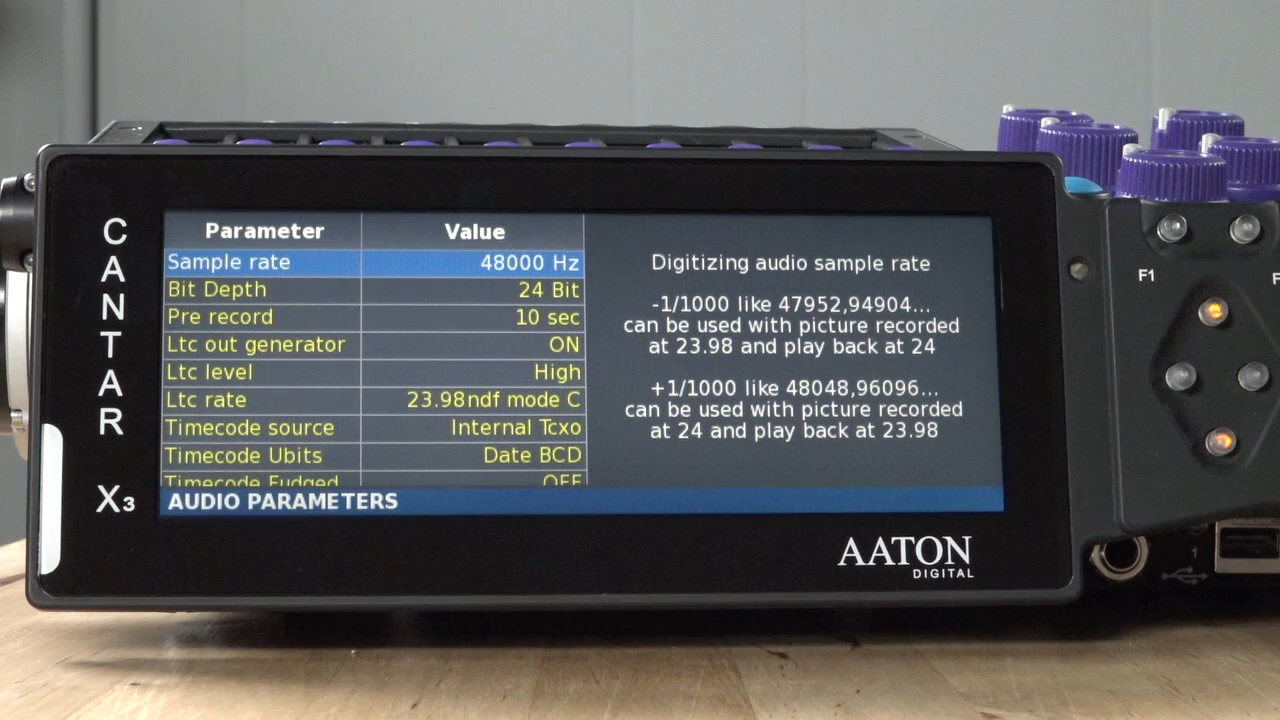 CANTAR X3
Parameter Value
Sample rate 48000 Hz
Bit Depth 24 Bit
Pre record 10 sec
Ltc out generator ON
Ltc level High
Ltc rate 23.98ndf mode C
Timecode source Internal Tcxo
Timecode Ubits Date BCD
Timecode Fudged OFF
AUDIO PARAMETERS
Digitizing audio sample rate
-1/1000 like 47952,94904...
can be used with picture recorded
at 23.98 and play back at 24
+1/1000 like 48048,96096...
can be used with picture recorded
at 24 and play back at 23.98
AATON
DIGITAL
F1
1